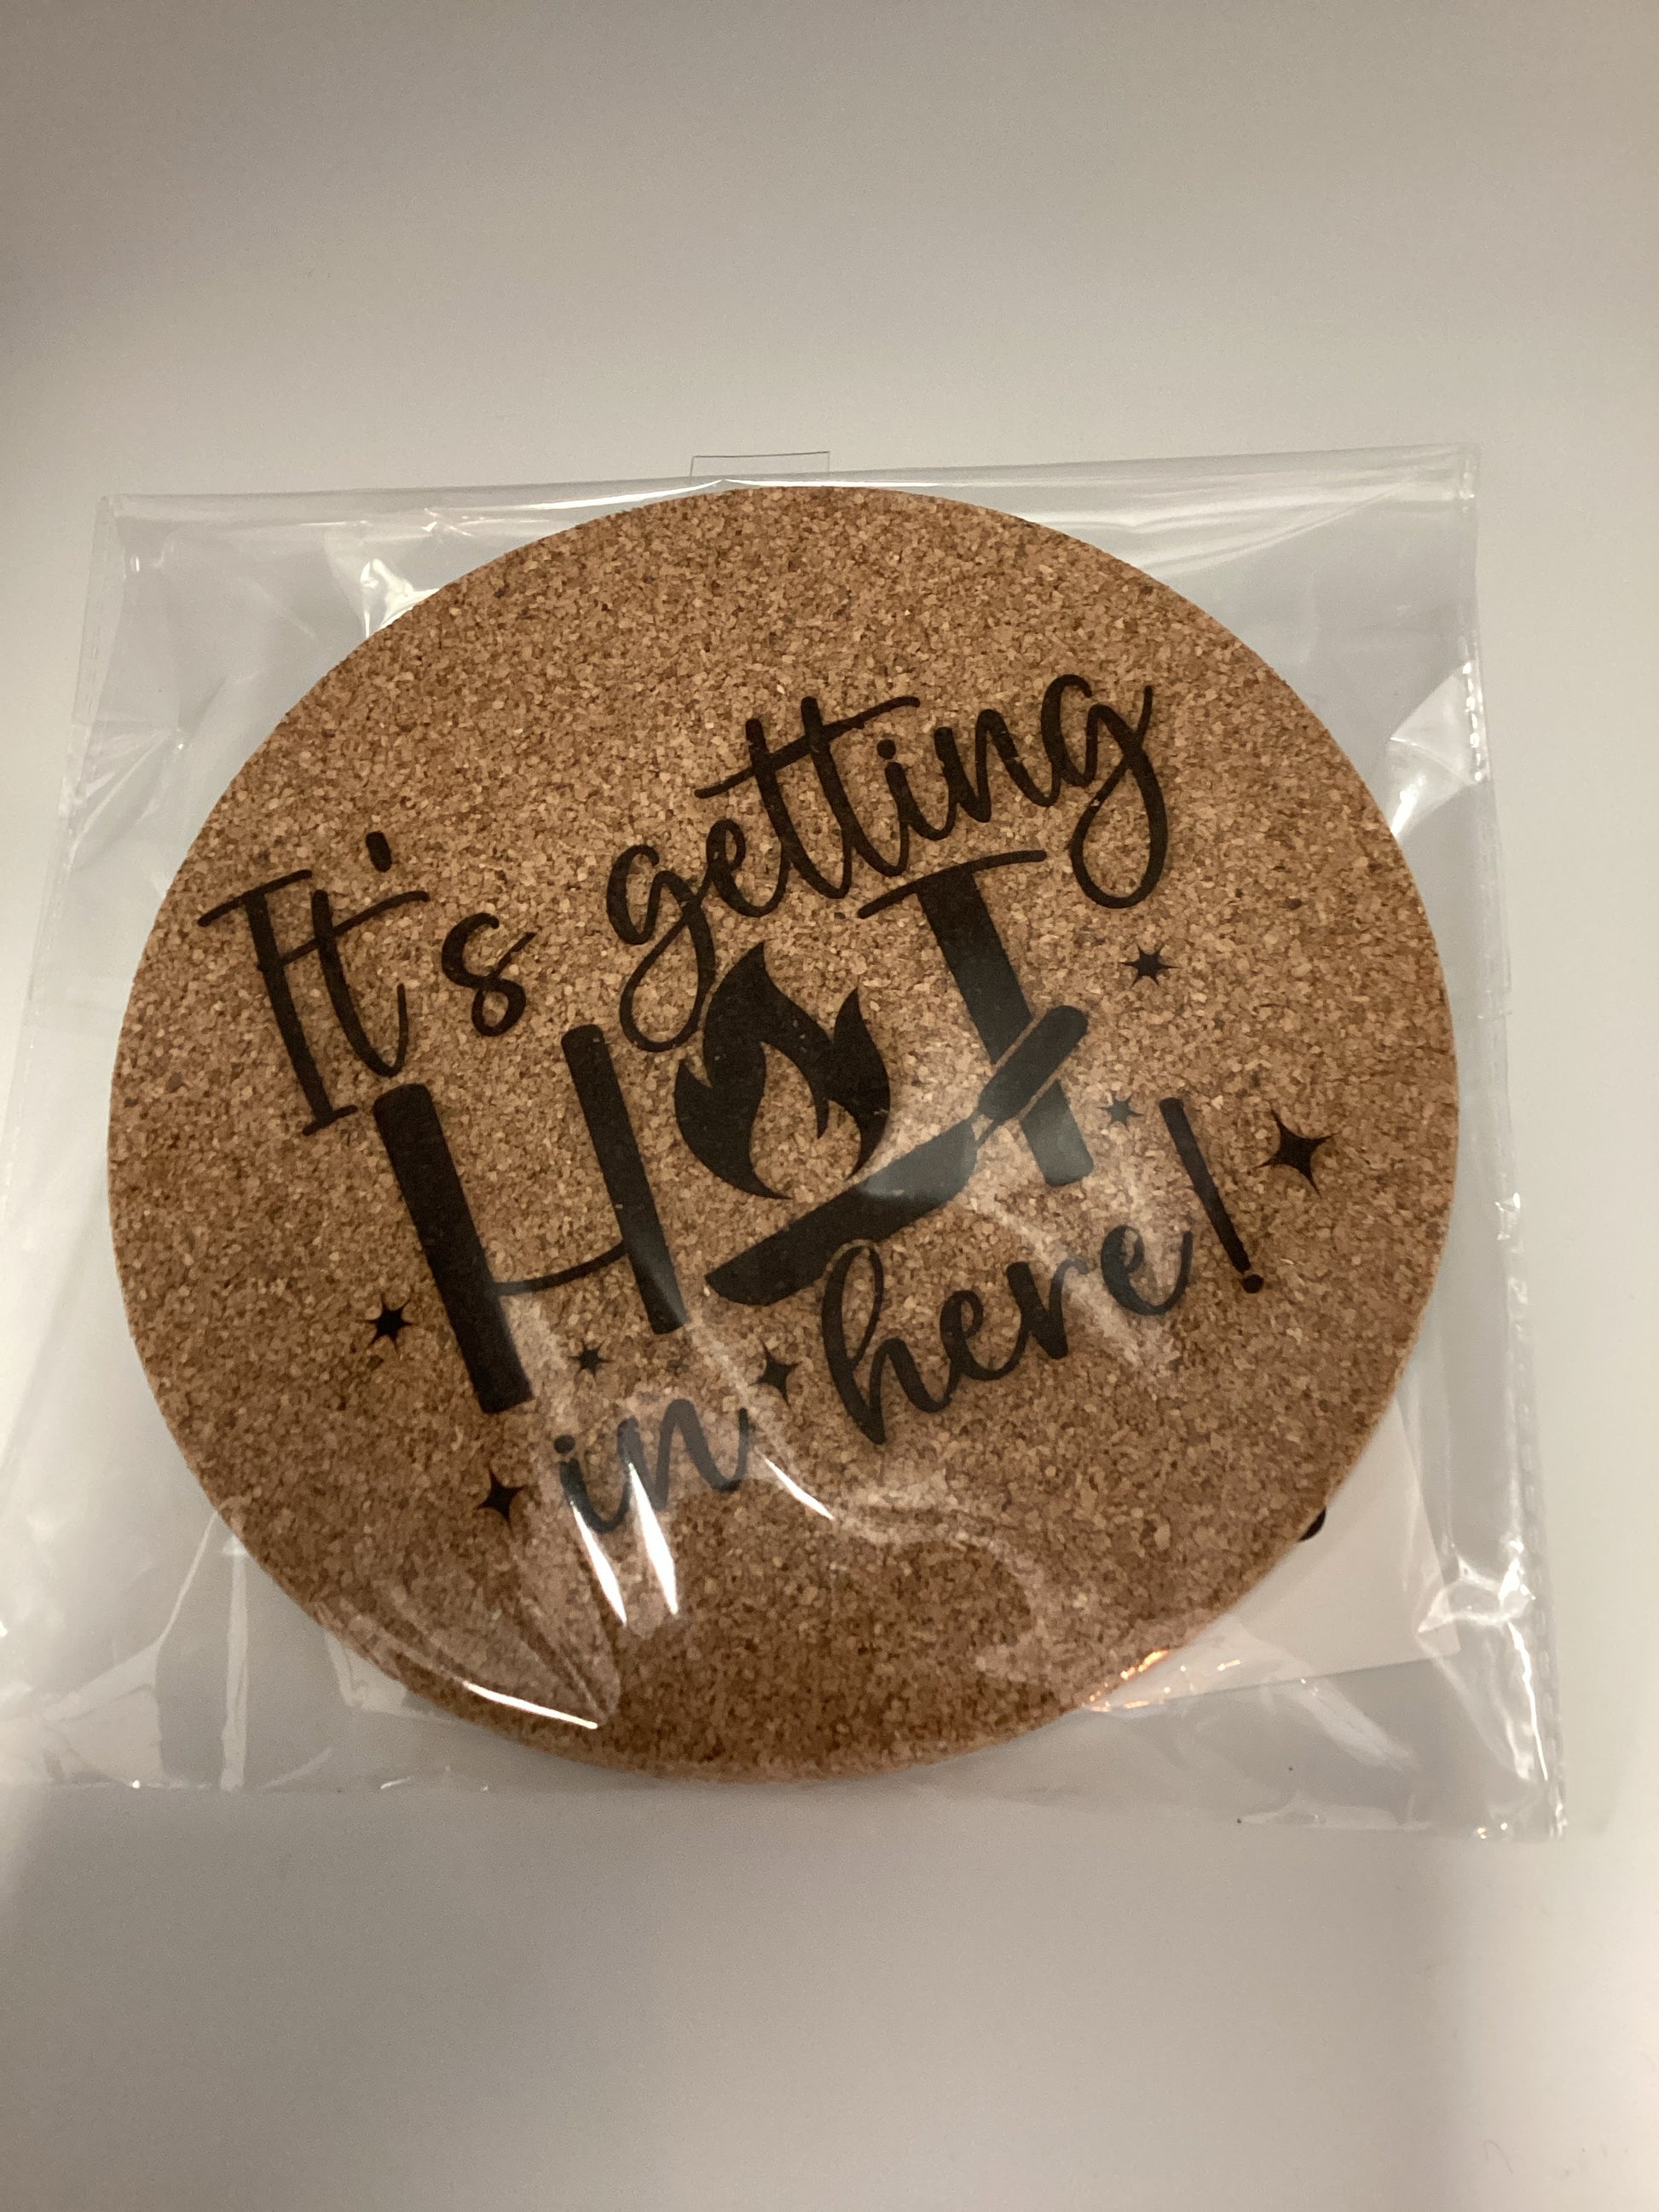 It's getting
HOT
in here!